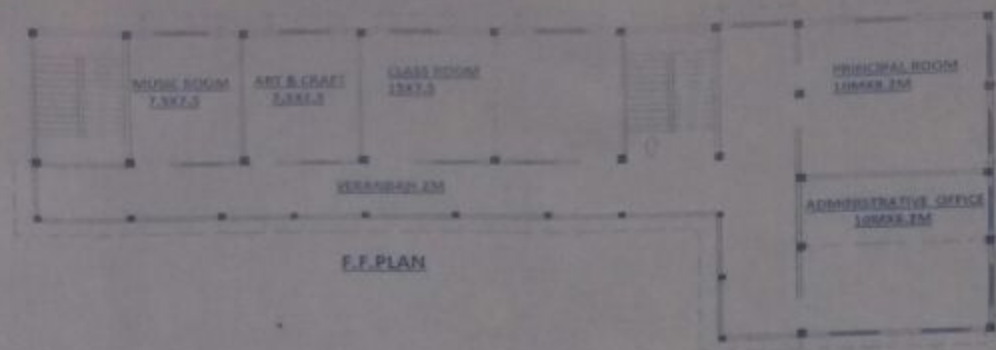 MUSIC ROOM
7.5X7.5
ART & CRAFT
7.5X7.5
CLASS ROOM
15X7.5
PRINCIPAL ROOM
10MX8.2M
VERANDAH 2M
ADMINISTRATIVE OFFICE
10MX8.2M
F.F.PLAN